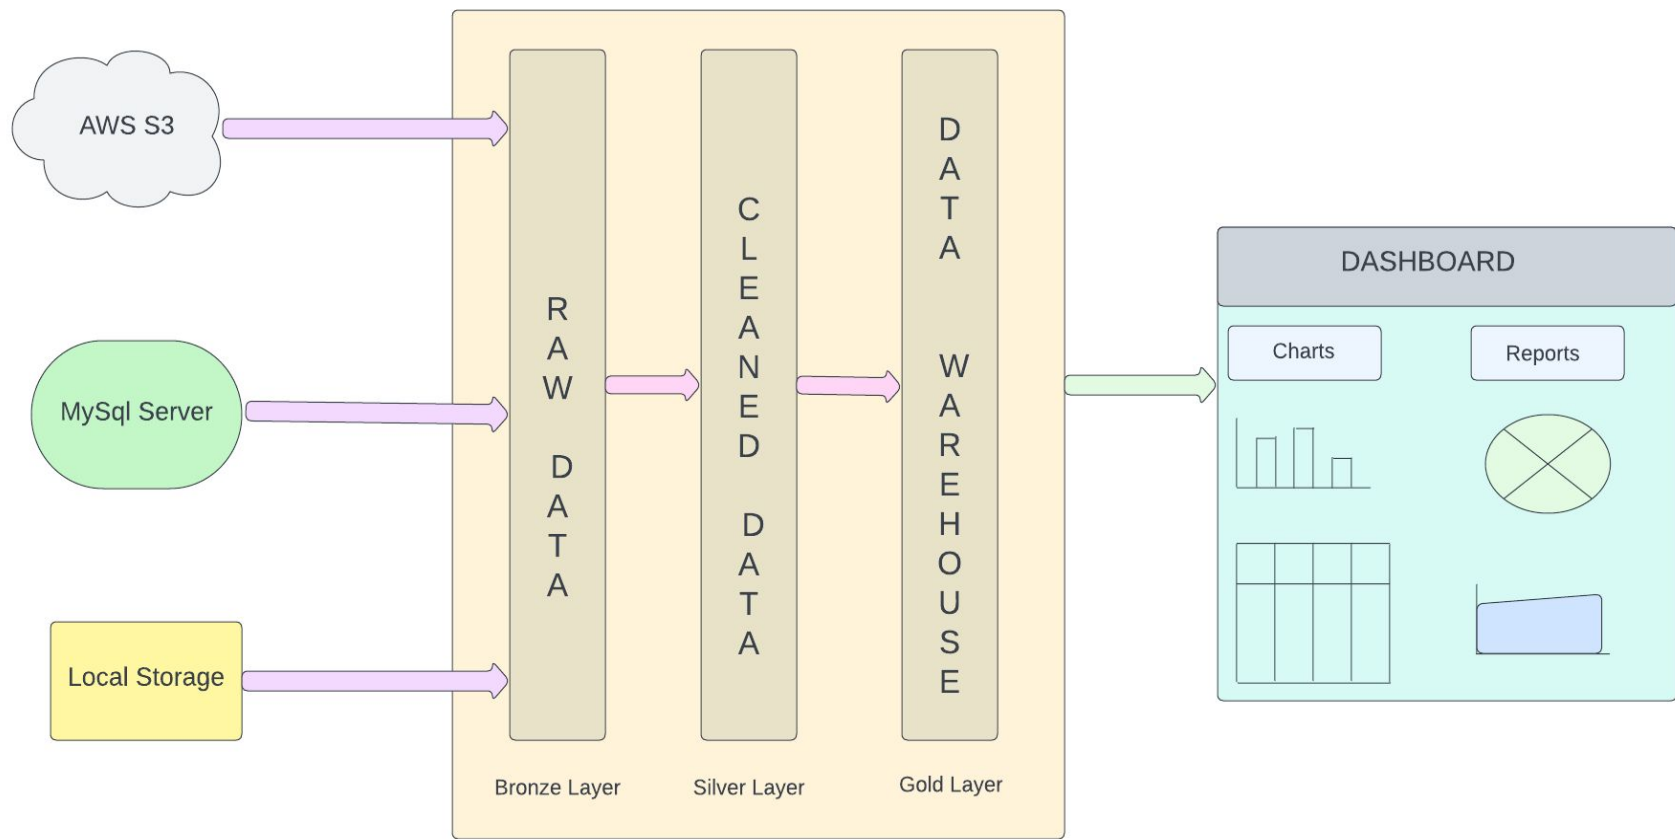 AWS S3
MySql Server
Local Storage
RAW DATA
CLEANED DATA
DATA WAREHOUSE
Bronze Layer
Silver Layer
Gold Layer
DASHBOARD
Charts
Reports